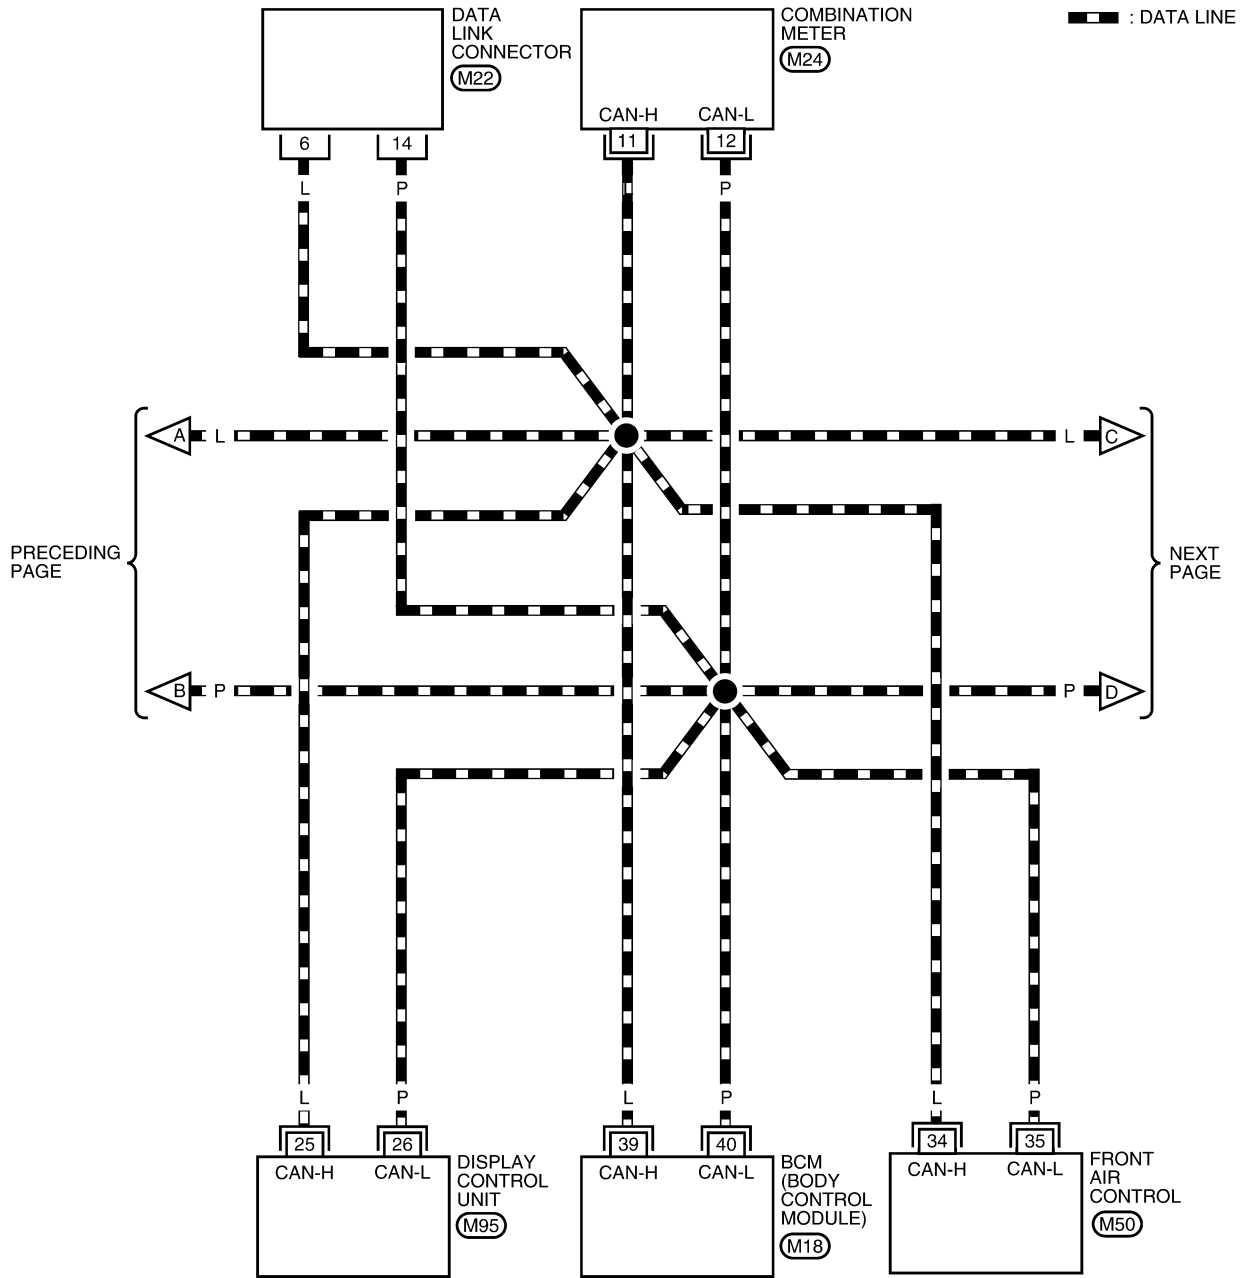 DATA
LINK
CONNECTOR
M22
COMBINATION
METER
M24
: DATA LINE
CAN-H
CAN-L
6
14
11
12
L
P
P
A
L
L
C
PRECEDING
PAGE
NEXT
PAGE
B
P
P
D
L
P
L
P
L
P
25
26
39
40
34
35
CAN-H
CAN-L
DISPLAY
CONTROL
UNIT
M95
CAN-H
CAN-L
BCM
(BODY
CONTROL
MODULE)
M18
CAN-H
CAN-L
FRONT
AIR
CONTROL
M50